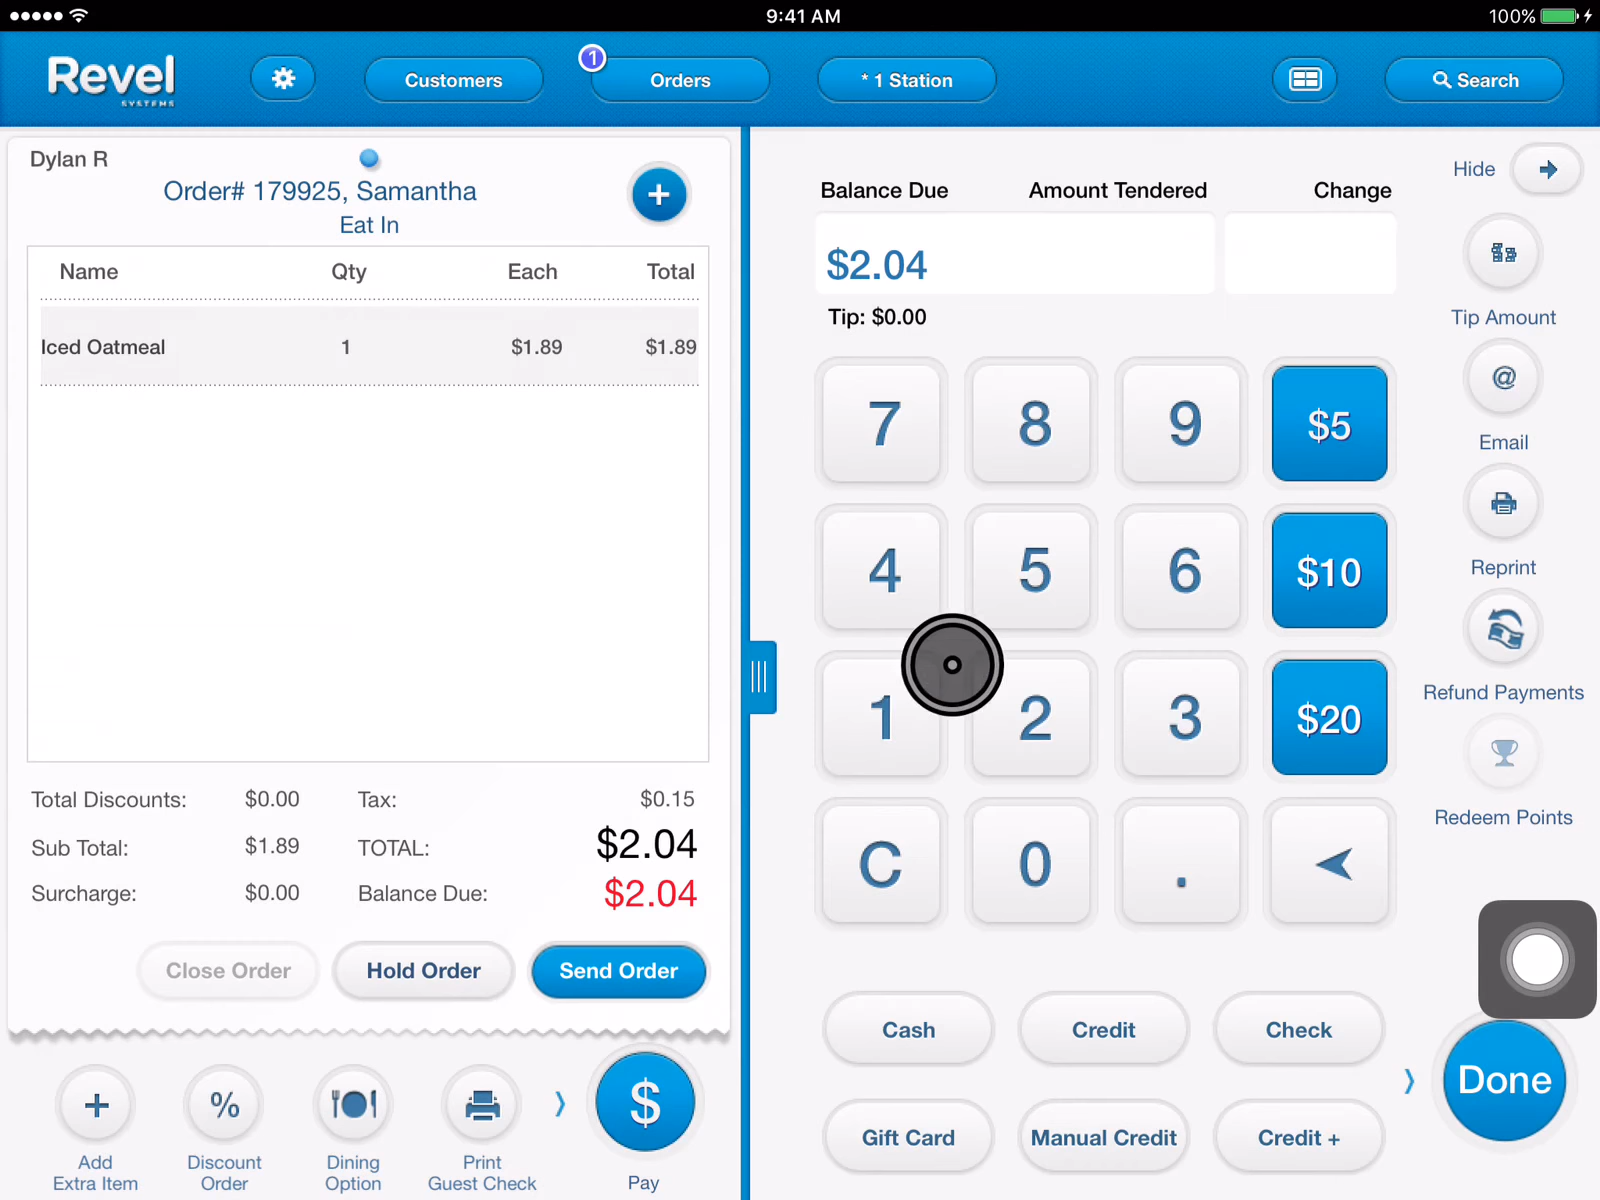 9:41 AM
100%
Revel
SYSTEMS
Customers
1
Orders
* 1 Station
Search
Dylan R
Order# 179925, Samantha
Eat In
Name Qty Each Total
Iced Oatmeal 1 $1.89 $1.89
Total Discounts: $0.00 Tax: $0.15
Sub Total: $1.89 TOTAL: $2.04
Surcharge: $0.00 Balance Due: $2.04
Close Order Hold Order Send Order
Add
Extra Item
%
Discount
Order
Dining
Option
Print
Guest Check
$
Pay
Balance Due Amount Tendered Change
$2.04
Tip: $0.00
7 8 9 $5
4 5 6 $10
1 2 3 $20
C 0 .
Cash Credit Check
Gift Card Manual Credit Credit +
Hide
Tip Amount
@
Email
Reprint
Refund Payments
Redeem Points
Done